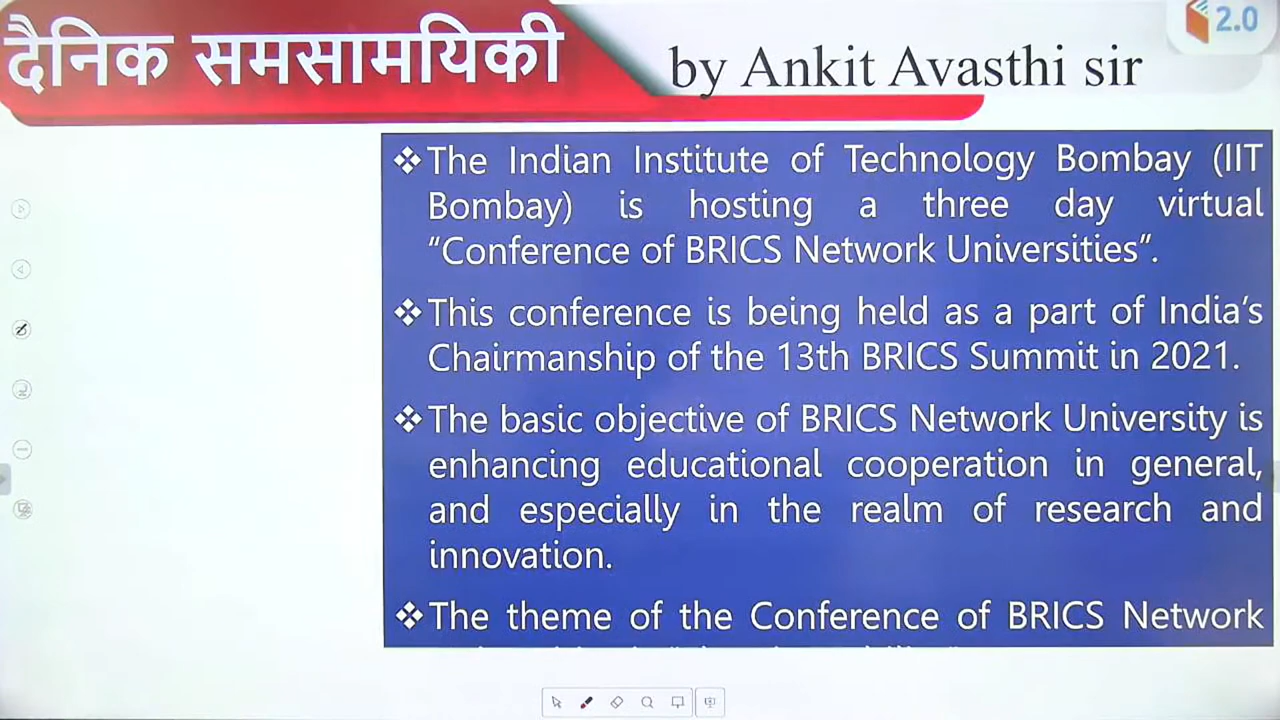 दैनिक समसामयिकी
by Ankit Avasthi sir
2.0
❖The Indian Institute of Technology Bombay (IIT
Bombay) is hosting a three day virtual
“Conference of BRICS Network Universities”.
❖This conference is being held as a part of India’s
Chairmanship of the 13th BRICS Summit in 2021.
❖The basic objective of BRICS Network University is
enhancing educational cooperation in general,
and especially in the realm of research and
innovation.
❖The theme of the Conference of BRICS Network